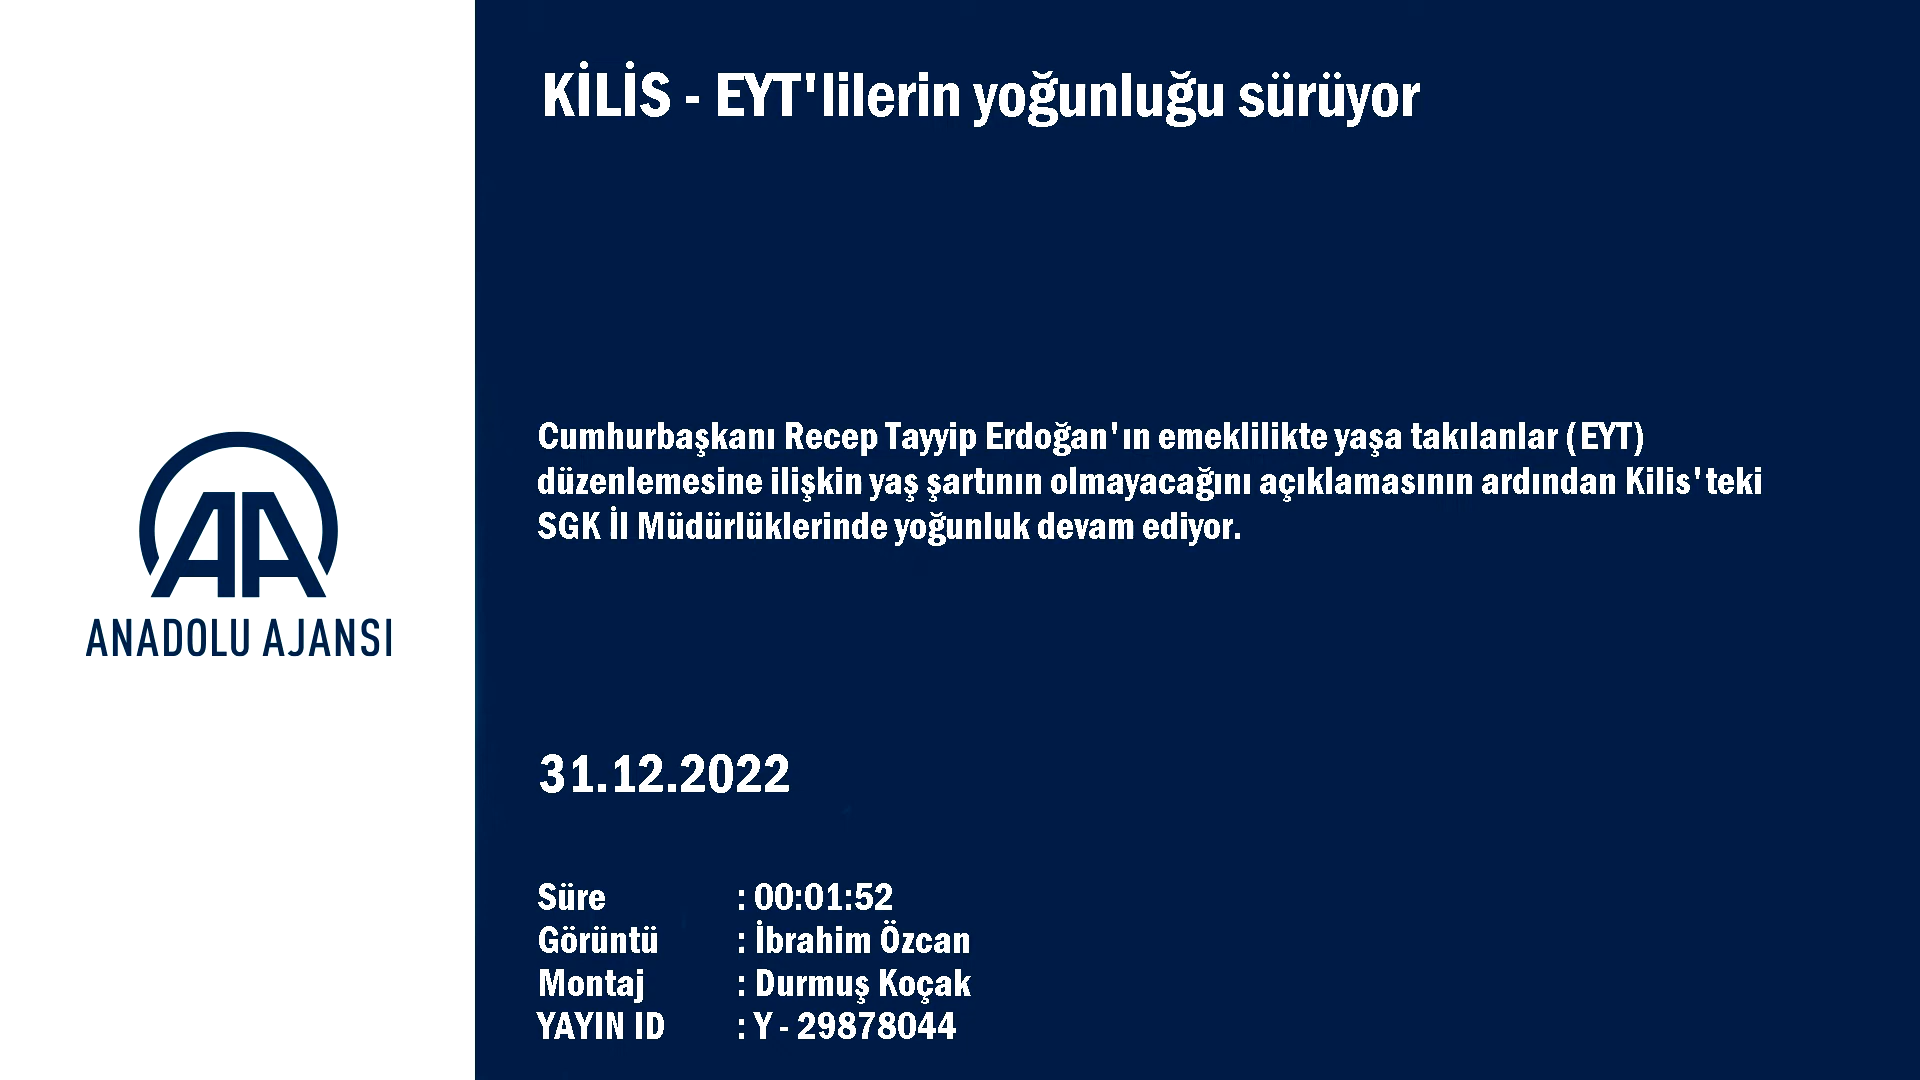 KİLİS - EYT'lilerin yoğunluğu sürüyor
Cumhurbaşkanı Recep Tayyip Erdoğan'ın emeklilikte yaşa takılanlar (EYT)
düzenlemesine ilişkin yaş şartının olmayacağını açıklamasının ardından Kilis'teki
SGK İl Müdürlüklerinde yoğunluk devam ediyor.
AA
ANADOLU AJANSI
31.12.2022
Süre : 00:01:52
Görüntü : İbrahim Özcan
Montaj : Durmuş Koçak
YAYIN ID : Y - 29878044